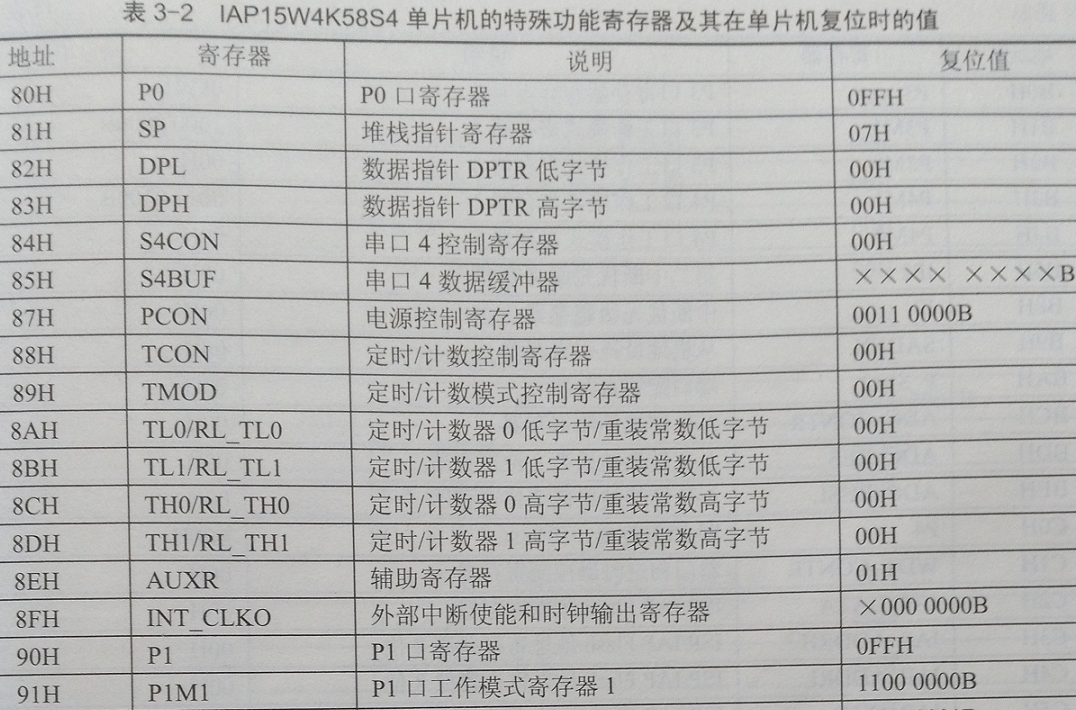 表 3-2 IAP15W4K58S4 单片机的特殊功能寄存器及其在单片机复位时的值
地址 寄存器 说明 复位值
80H P0 P0 口寄存器 0FFH
81H SP 堆栈指针寄存器 07H
82H DPL 数据指针 DPTR 低字节 00H
83H DPH 数据指针 DPTR 高字节 00H
84H S4CON 串口 4 控制寄存器 00H
85H S4BUF 串口 4 数据缓冲器 ×××× ××××B
87H PCON 电源控制寄存器 0011 0000B
88H TCON 定时/计数控制寄存器 00H
89H TMOD 定时/计数模式控制寄存器 00H
8AH TL0/RL_TL0 定时/计数器 0 低字节/重装常数低字节 00H
8BH TL1/RL_TL1 定时/计数器 1 低字节/重装常数低字节 00H
8CH TH0/RL_TH0 定时/计数器 0 高字节/重装常数高字节 00H
8DH TH1/RL_TH1 定时/计数器 1 高字节/重装常数高字节 00H
8EH AUXR 辅助寄存器 01H
8FH INT_CLKO 外部中断使能和时钟输出寄存器 ×000 0000B
90H P1 P1 口寄存器 0FFH
91H P1M1 P1 口工作模式寄存器 1 1100 0000B